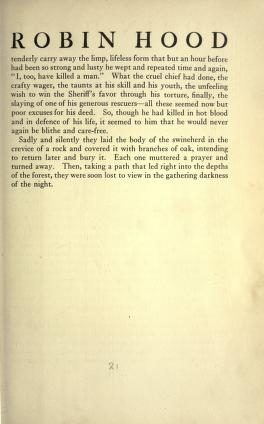 ROBIN HOOD
tenderly carry away the limp, lifeless form that but an hour before
had been so strong and lusty he wept and repeated time and again,
"I, too, have killed a man." What the cruel chief had done, the
crafty wager, the taunts at his skill and his youth, the unfeeling
wish to win the Sheriff's favor through his torture, finally, the
slaying of one of his generous rescuers—all these seemed now but
poor excuses for his deed. So, though he had killed in hot blood
and in defence of his life, it seemed to him that he would never
again be blithe and care-free.
Sadly and silently they laid the body of the swineherd in the
crevice of a rock and covered it with branches of oak, intending
to return later and bury it. Each one muttered a prayer and
turned away. Then, taking a path that led right into the depths
of the forest, they were soon lost to view in the gathering darkness
of the night.
21